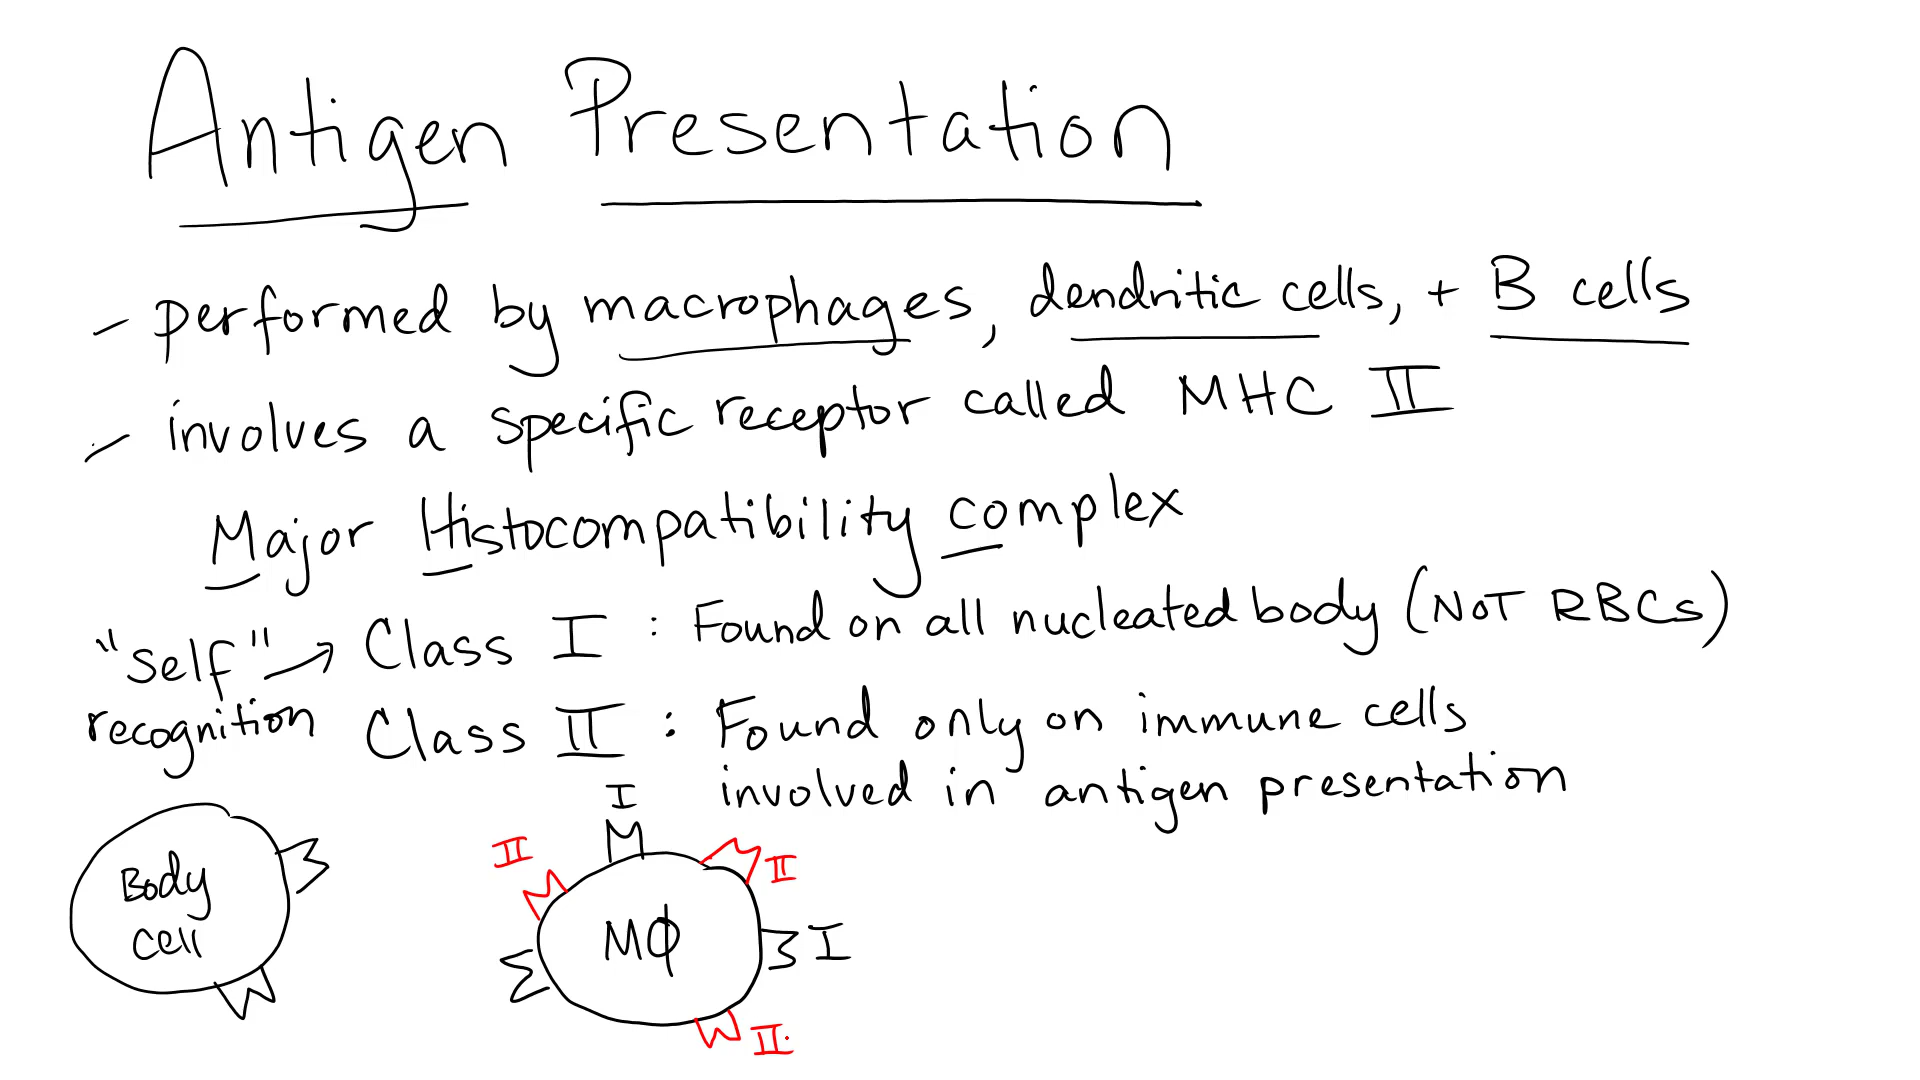 Antigen Presentation
- performed by macrophages, dendritic cells, + B cells
- involves a specific receptor called MHC II
Major Histocompatibility complex
"self" → Class I : Found on all nucleated body (NOT RBCs)
recognition Class II : Found only on immune cells
involved in antigen presentation
I
II
II
Body
cell
MΦ
I
II